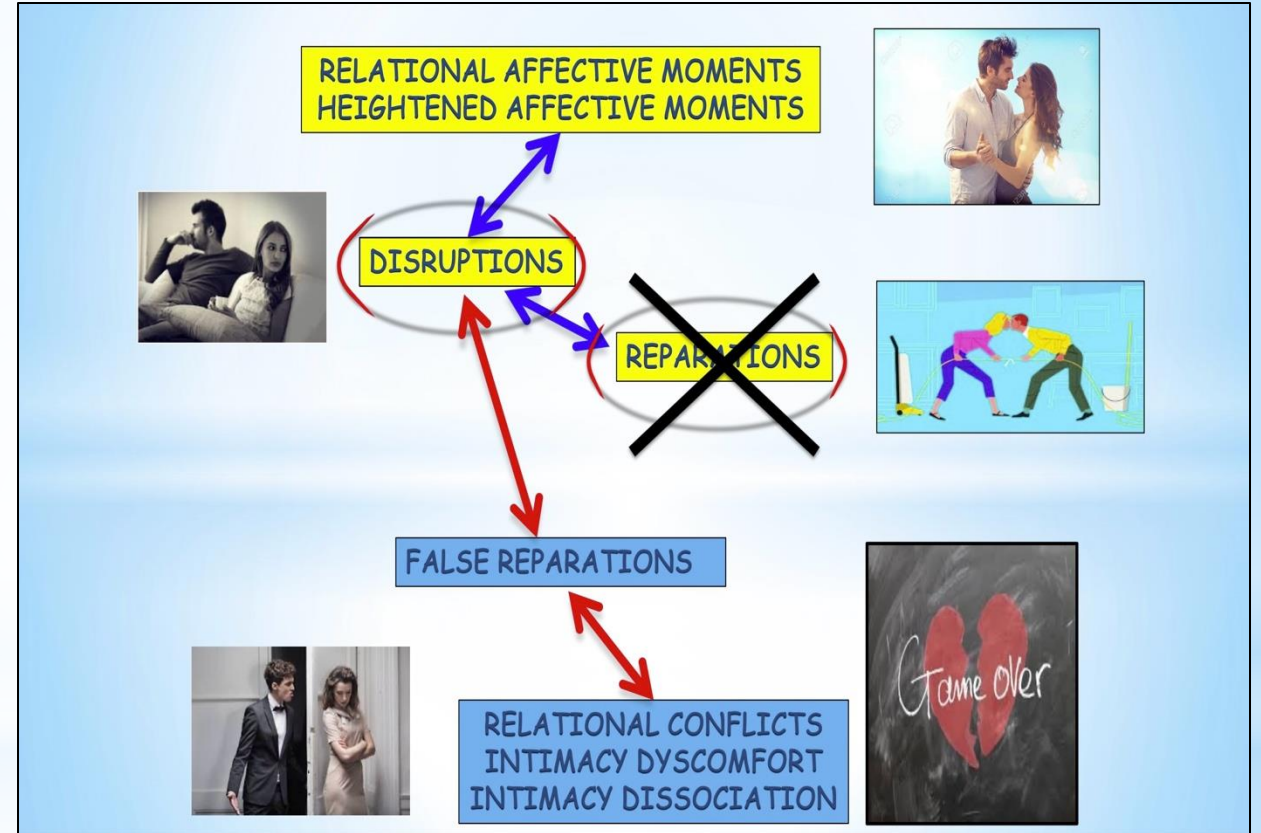 RELATIONAL AFFECTIVE MOMENTS
HEIGHTENED AFFECTIVE MOMENTS
DISRUPTIONS
REPARATIONS
FALSE REPARATIONS
Game over
RELATIONAL CONFLICTS
INTIMACY DYSCOMFORT
INTIMACY DISSOCIATION